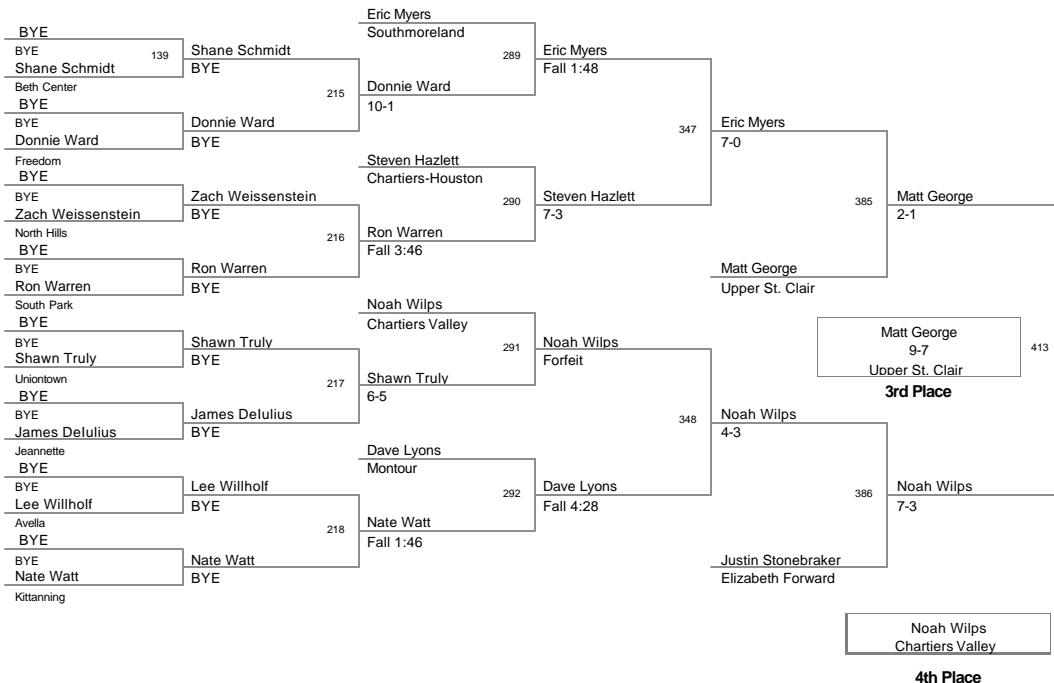 BYE
BYE
139
Shane Schmidt
Beth Center
BYE
BYE
Donnie Ward
Freedom
BYE
BYE
Zach Weissenstein
North Hills
BYE
BYE
Ron Warren
South Park
BYE
BYE
Shawn Truly
Uniontown
BYE
BYE
James DeIulius
Jeannette
BYE
BYE
Lee Willholf
Avella
BYE
BYE
Nate Watt
Kittanning
Shane Schmidt
BYE
215
Donnie Ward
BYE
Zach Weissenstein
BYE
216
Ron Warren
BYE
Shawn Truly
BYE
217
James DeIulius
BYE
Lee Willholf
BYE
218
Nate Watt
BYE
Eric Myers
Southmoreland
289
Donnie Ward
10-1
Steven Hazlett
Chartiers-Houston
290
Ron Warren
Fall 3:46
Noah Wilps
Chartiers Valley
291
Shawn Truly
6-5
Dave Lyons
Montour
292
Nate Watt
Fall 1:46
Eric Myers
Fall 1:48
347
Steven Hazlett
7-3
Noah Wilps
Forfeit
348
Dave Lyons
Fall 4:28
Eric Myers
7-0
385
Matt George
Upper St. Clair
Noah Wilps
4-3
386
Justin Stonebraker
Elizabeth Forward
Matt George
2-1
Matt George
9-7
Upper St. Clair
413
3rd Place
Noah Wilps
7-3
Noah Wilps
Chartiers Valley
4th Place